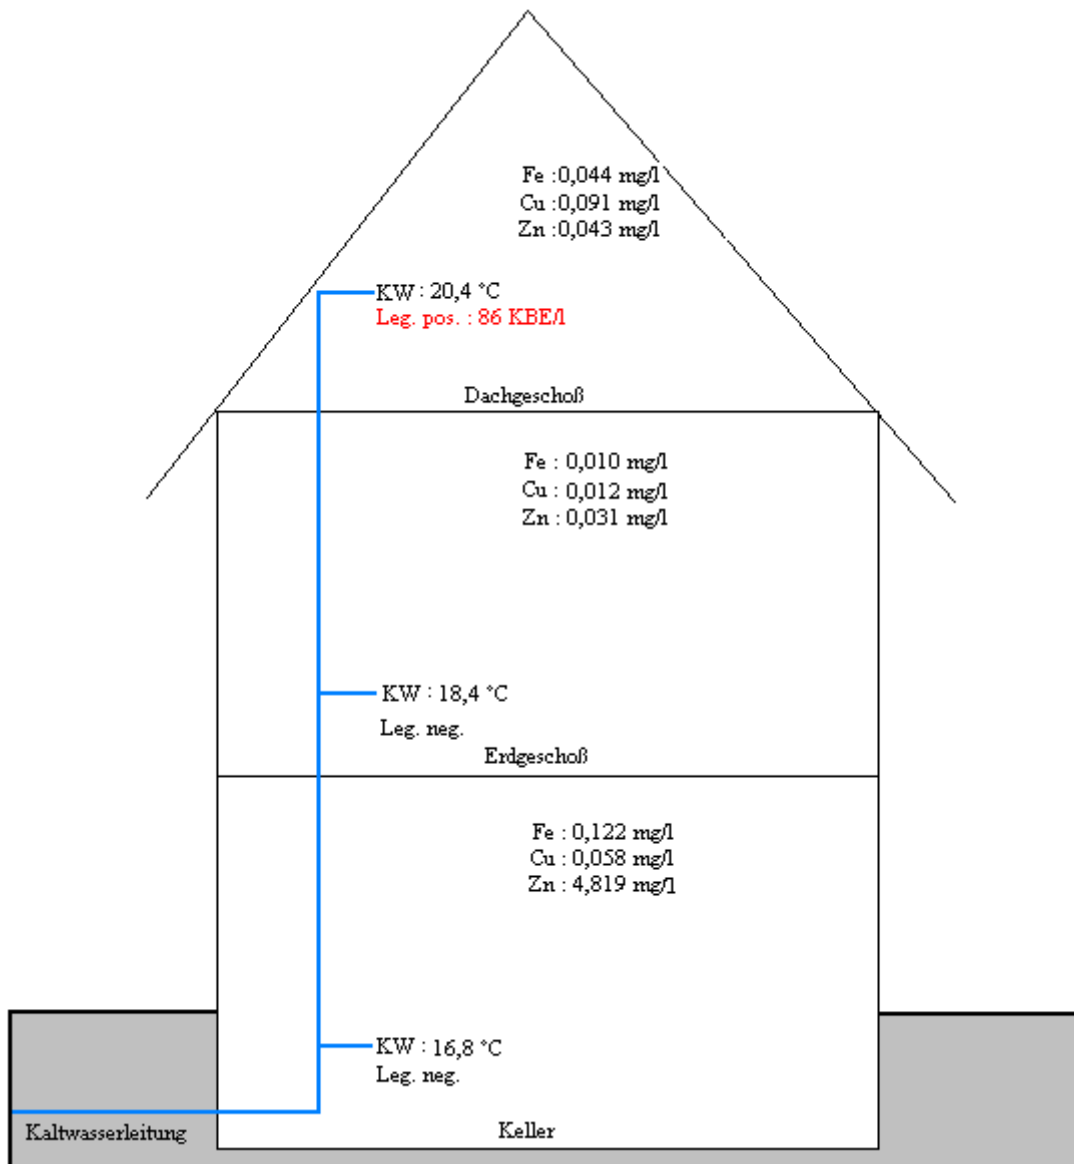 Fe :0,044 mg/l
Cu :0,091 mg/l
Zn :0,043 mg/l
KW : 20,4 °C
Leg. pos. : 86 KBE/l
Dachgeschoß
Fe : 0,010 mg/l
Cu : 0,012 mg/l
Zn : 0,031 mg/l
KW : 18,4 °C
Leg. neg.
Erdgeschoß
Fe : 0,122 mg/l
Cu : 0,058 mg/l
Zn : 4,819 mg/l
KW : 16,8 °C
Leg. neg.
Kaltwasserleitung
Keller